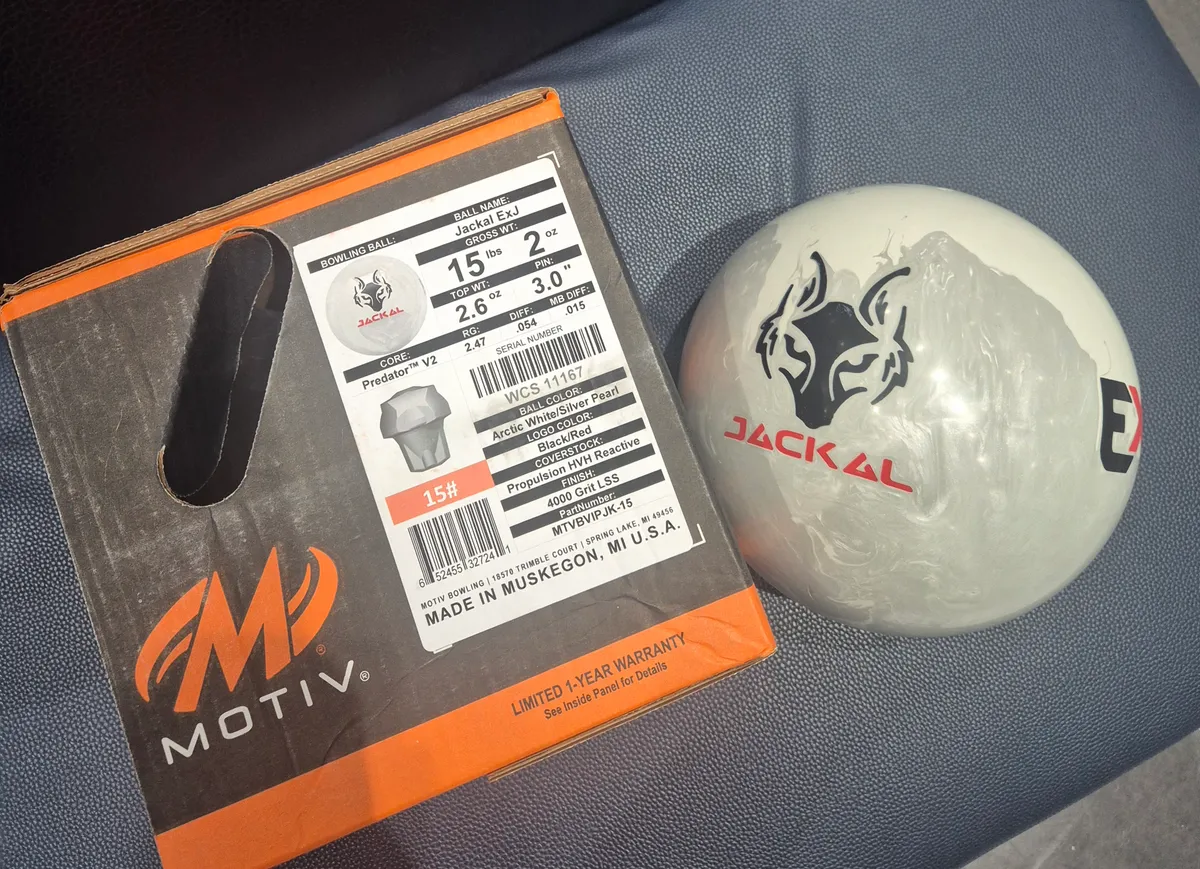 BOWLING BALL:
JACKAL
BALL NAME:
Jackal ExJ
GROSS WT:
15 lbs 2 oz
TOP WT: PIN:
2.6 oz 3.0"
RG: DIFF: MB DIFF:
2.47 .054 .015
CORE:
Predator™ V2
15#
6 52455 32724 1
SERIAL NUMBER
WCS 11167
BALL COLOR:
Arctic White/Silver Pearl
LOGO COLOR:
Black/Red
COVERSTOCK:
Propulsion HVH Reactive
FINISH:
4000 Grit LSS
PartNumber:
MTVBVIPJK-15
MOTIV BOWLING | 18570 TRIMBLE COURT | SPRING LAKE, MI 49456
MADE IN MUSKEGON, MI U.S.A.
M®
MOTIV®
LIMITED 1-YEAR WARRANTY
See Inside Panel for Details
JACKAL
EX